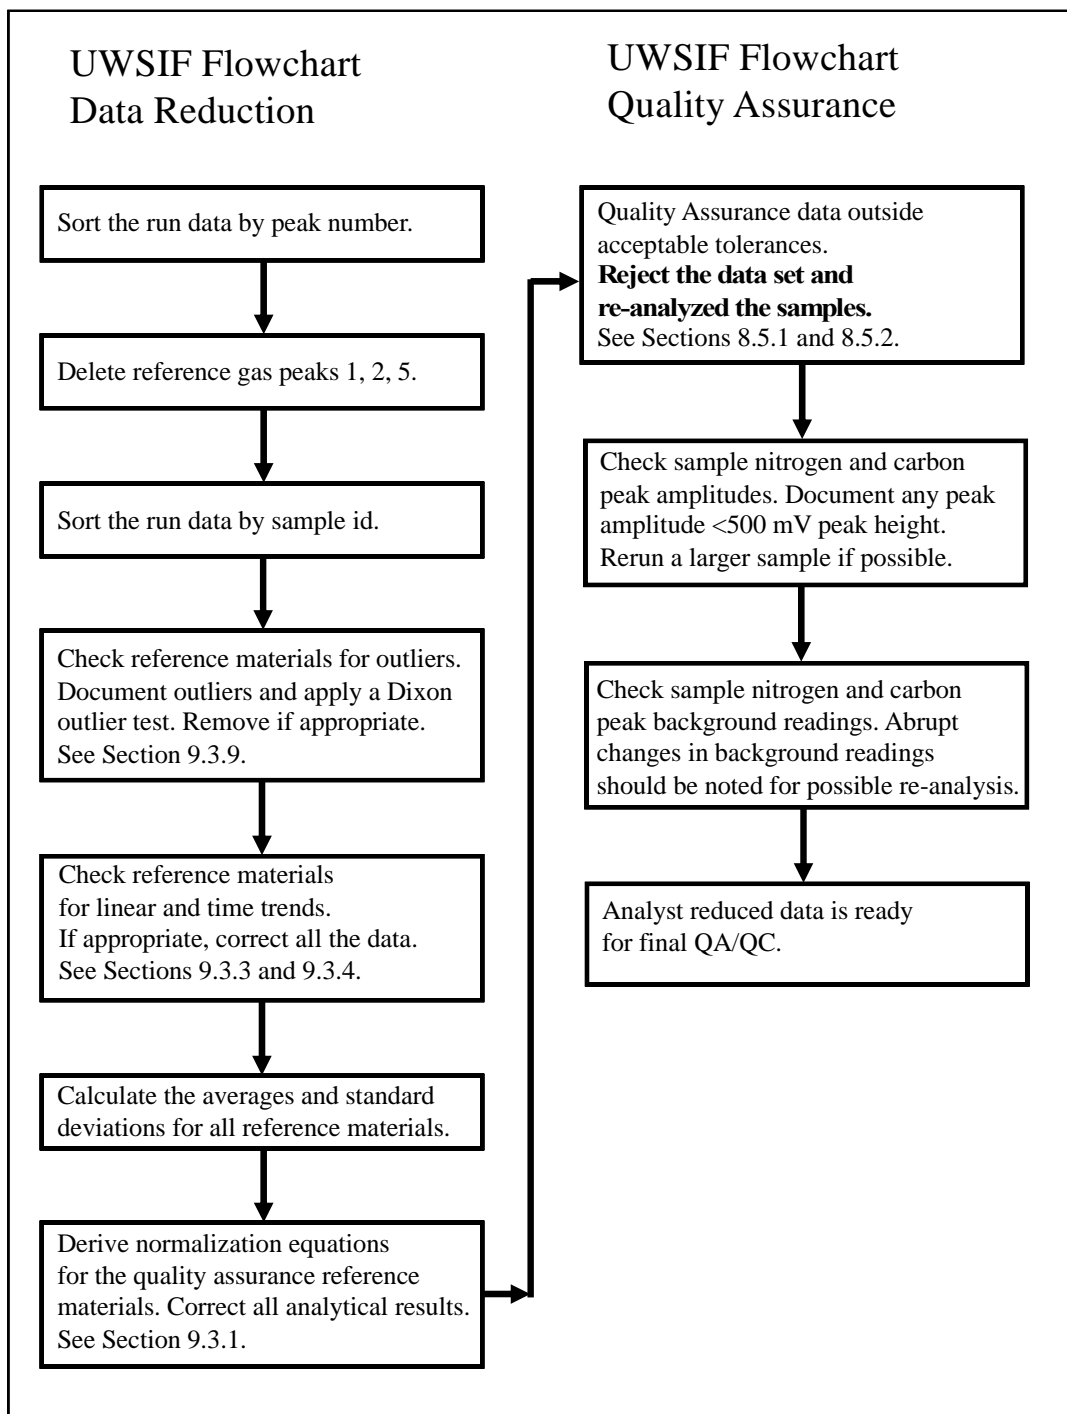 UWSIF Flowchart
Data Reduction
Sort the run data by peak number.
Delete reference gas peaks 1, 2, 5.
Sort the run data by sample id.
Check reference materials for outliers.
Document outliers and apply a Dixon
outlier test. Remove if appropriate.
See Section 9.3.9.
Check reference materials
for linear and time trends.
If appropriate, correct all the data.
See Sections 9.3.3 and 9.3.4.
Calculate the averages and standard
deviations for all reference materials.
Derive normalization equations
for the quality assurance reference
materials. Correct all analytical results.
See Section 9.3.1.
UWSIF Flowchart
Quality Assurance
Quality Assurance data outside
acceptable tolerances.
Reject the data set and
re-analyzed the samples.
See Sections 8.5.1 and 8.5.2.
Check sample nitrogen and carbon
peak amplitudes. Document any peak
amplitude <500 mV peak height.
Rerun a larger sample if possible.
Check sample nitrogen and carbon
peak background readings. Abrupt
changes in background readings
should be noted for possible re-analysis.
Analyst reduced data is ready
for final QA/QC.